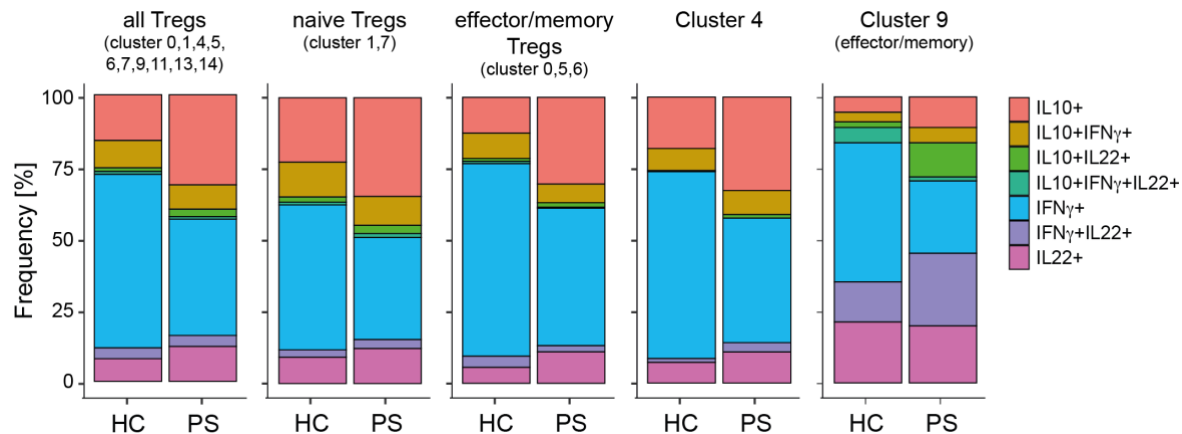 all Tregs
(cluster 0,1,4,5,
6,7,9,11,13,14)
naive Tregs
(cluster 1,7)
effector/memory
Tregs
(cluster 0,5,6)
Cluster 4
Cluster 9
(effector/memory)
Frequency [%]
100
75
50
25
0
HC PS
HC PS
HC PS
HC PS
HC PS
IL10+
IL10+IFNγ+
IL10+IL22+
IL10+IFNγ+IL22+
IFNγ+
IFNγ+IL22+
IL22+